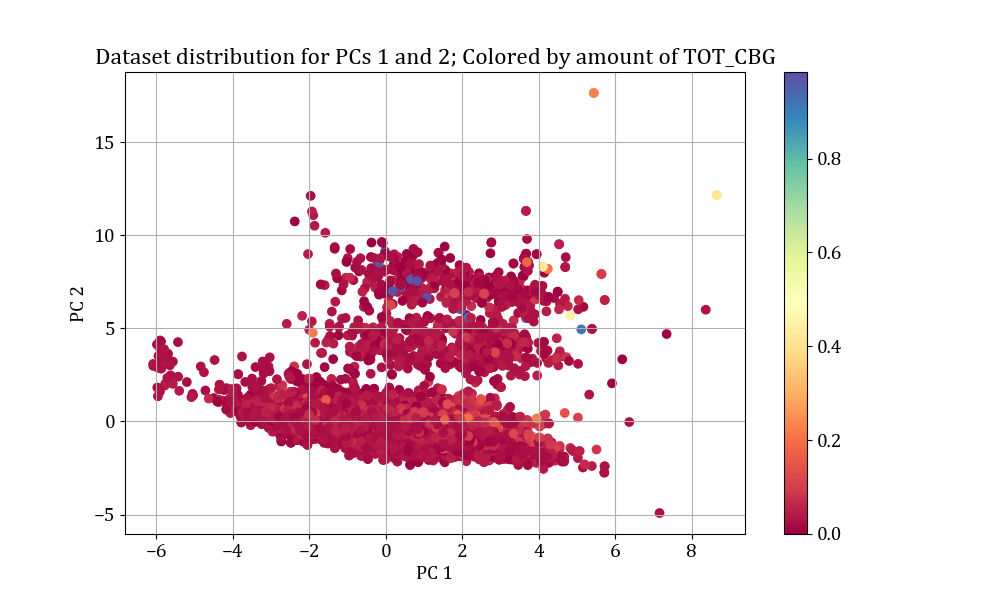 Dataset distribution for PCs 1 and 2; Colored by amount of TOT_CBG
15
10
5
0
−5
PC 2
−6 −4 −2 0 2 4 6 8
PC 1
0.8
0.6
0.4
0.2
0.0